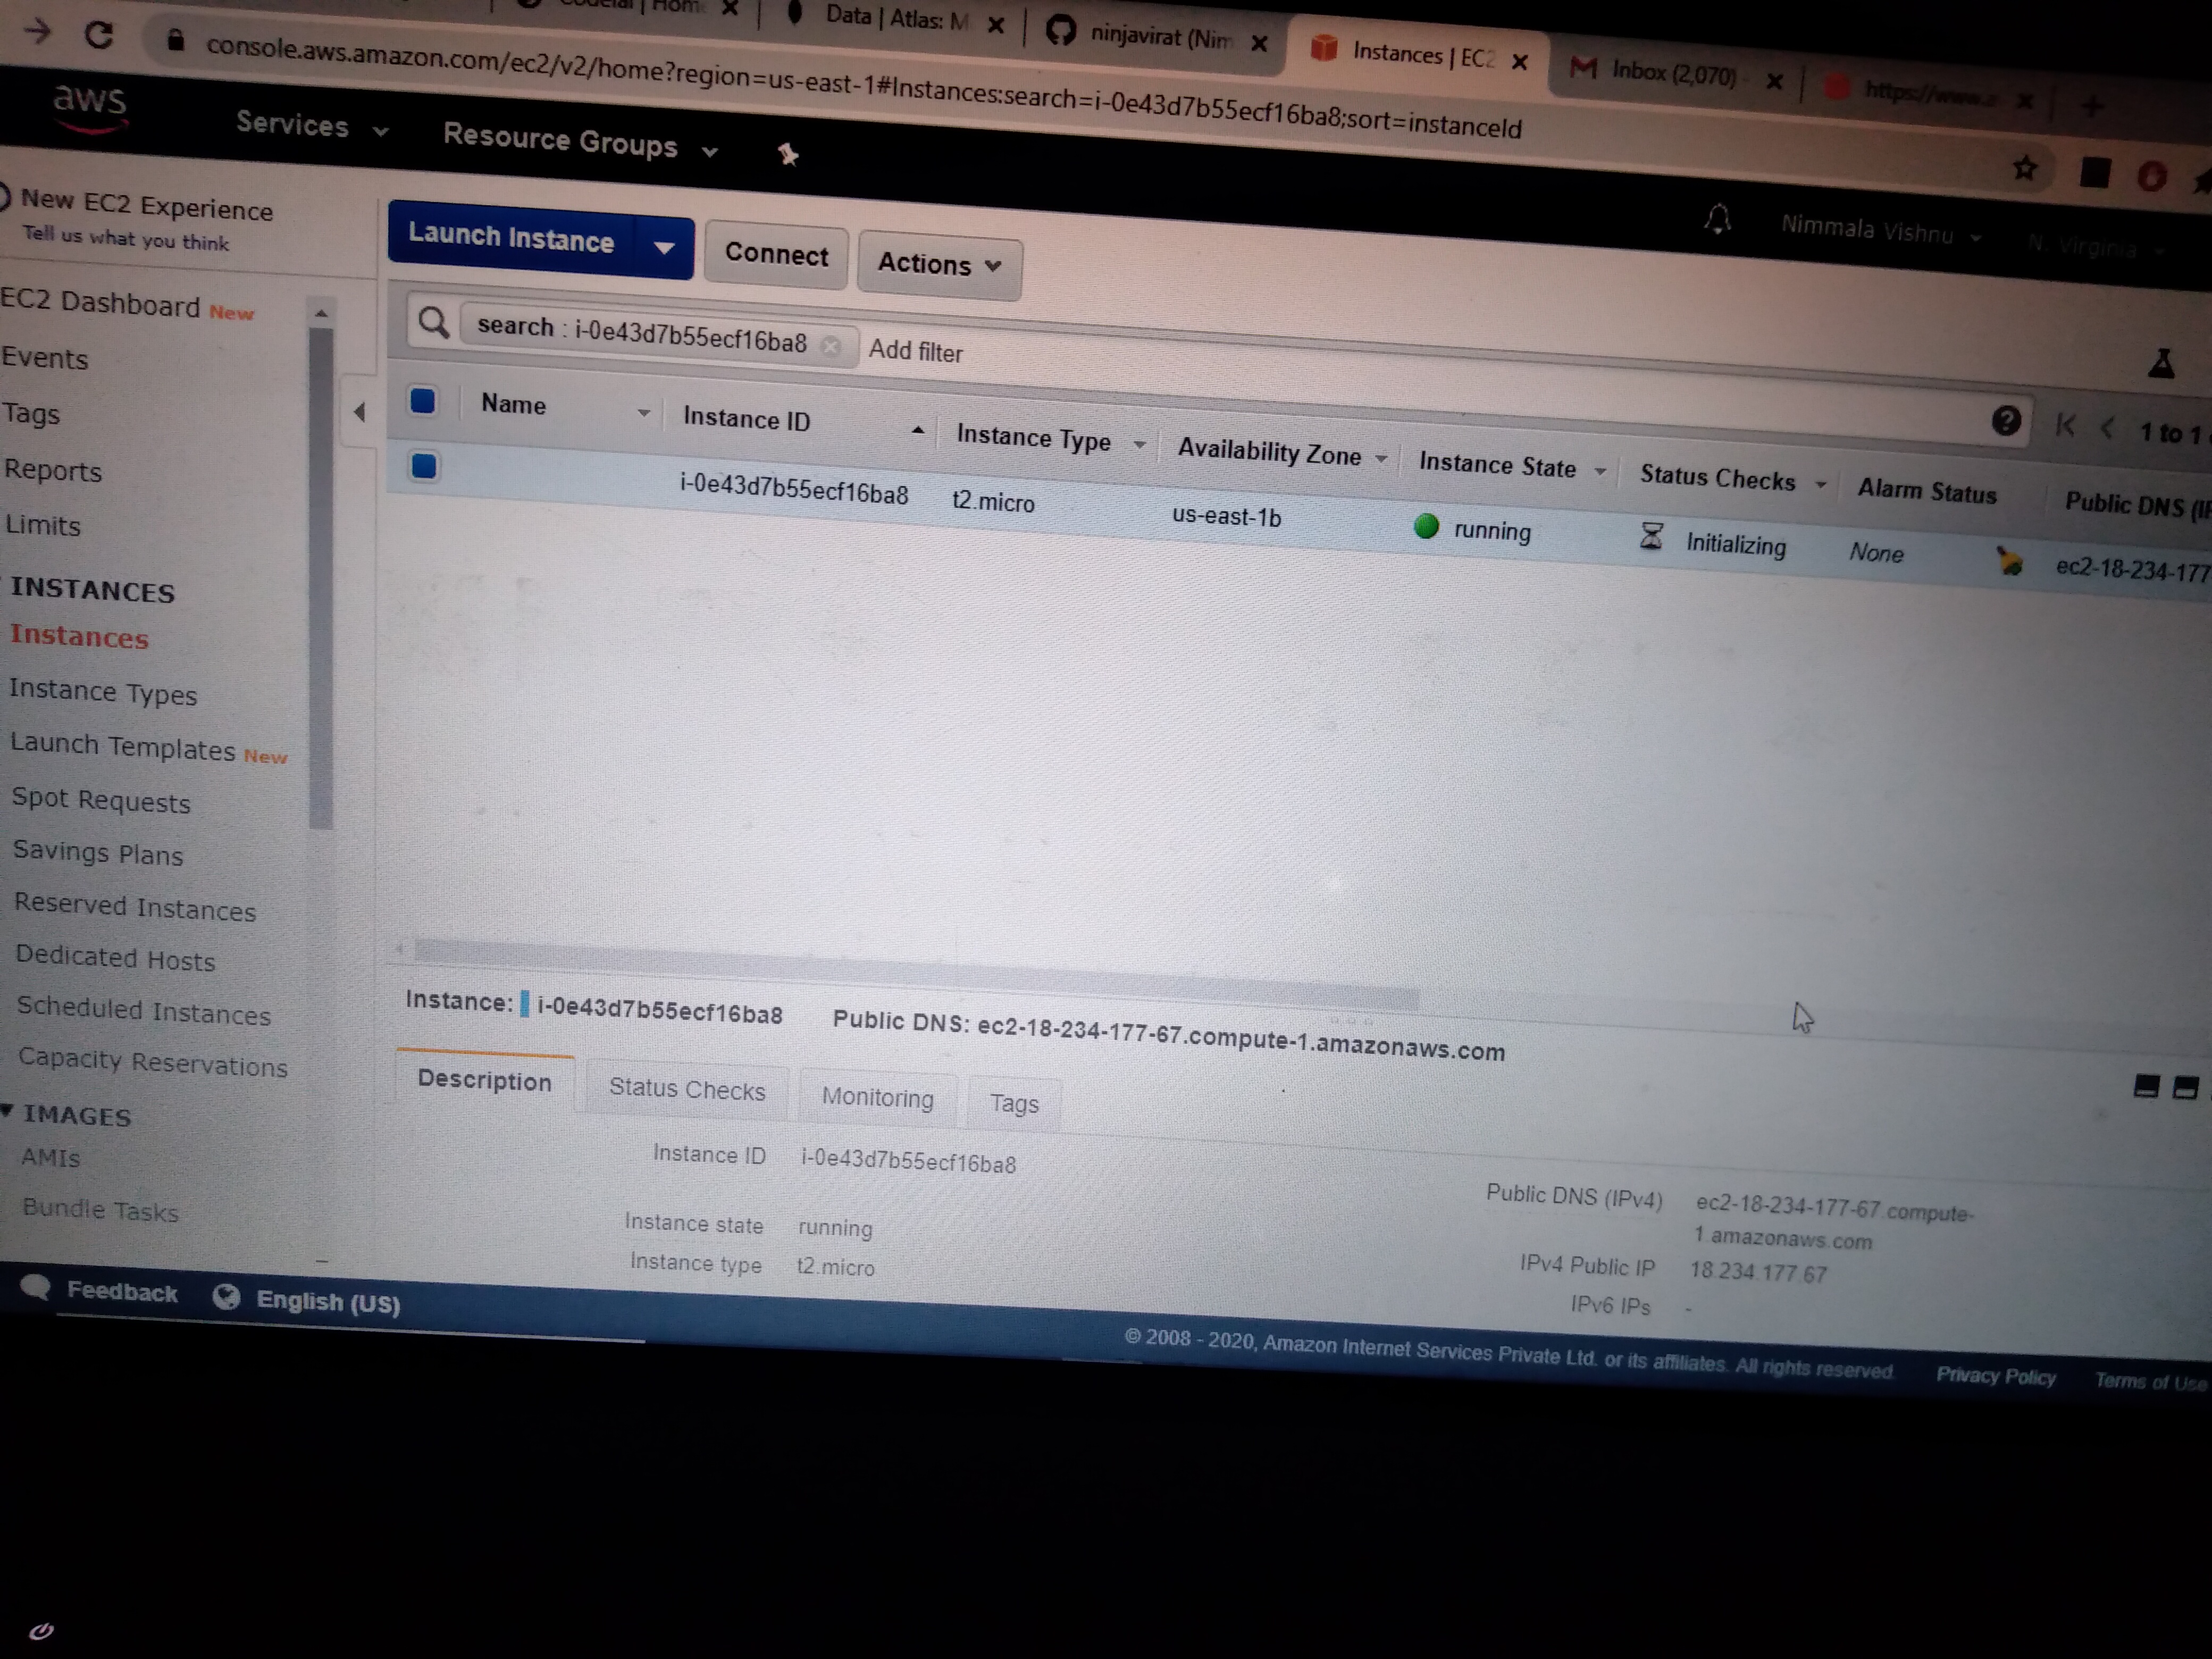 Data | Atlas: M
ninjavirat (Nim
Instances | EC2
Inbox (2,070)
console.aws.amazon.com/ec2/v2/home?region=us-east-1#Instances:search=i-0e43d7b55ecf16ba8;sort=instanceId
aws
Services
Resource Groups
Nimmala Vishnu
N. Virginia
New EC2 Experience
Tell us what you think
EC2 Dashboard New
Events
Tags
Reports
Limits
INSTANCES
Instances
Instance Types
Launch Templates New
Spot Requests
Savings Plans
Reserved Instances
Dedicated Hosts
Scheduled Instances
Capacity Reservations
IMAGES
AMIs
Bundle Tasks
Launch Instance
Connect
Actions
search : i-0e43d7b55ecf16ba8 Add filter
1 to 1
Name Instance ID Instance Type Availability Zone Instance State Status Checks Alarm Status Public DNS (IP
i-0e43d7b55ecf16ba8 t2.micro us-east-1b running Initializing None ec2-18-234-177
Instance: i-0e43d7b55ecf16ba8 Public DNS: ec2-18-234-177-67.compute-1.amazonaws.com
Description Status Checks Monitoring Tags
Instance ID i-0e43d7b55ecf16ba8
Instance state running
Instance type t2.micro
Public DNS (IPv4) ec2-18-234-177-67.compute-
1.amazonaws.com
IPv4 Public IP 18.234.177.67
IPv6 IPs -
Feedback English (US)
© 2008 - 2020, Amazon Internet Services Private Ltd. or its affiliates. All rights reserved. Privacy Policy Terms of Use